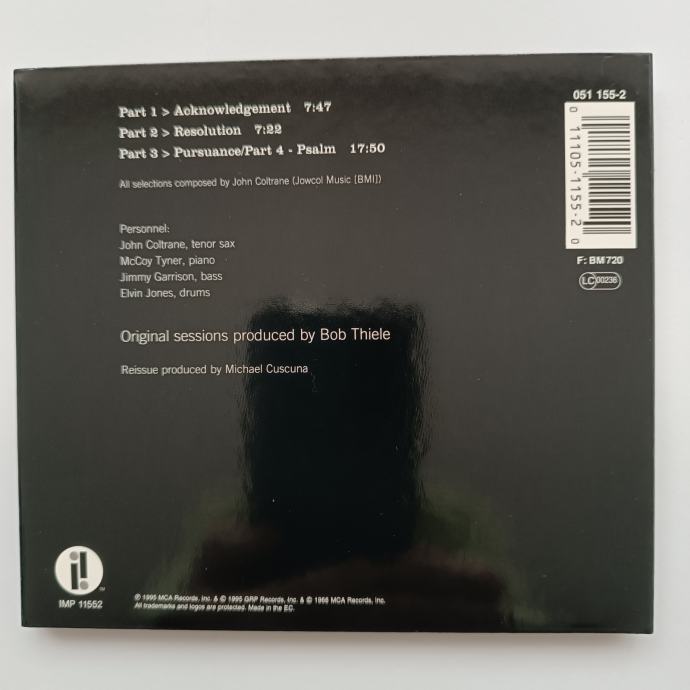 Part 1 > Acknowledgement 7:47
Part 2 > Resolution 7:22
Part 3 > Pursuance/Part 4 - Psalm 17:50
All selections composed by John Coltrane (Jowcol Music [BMI])
Personnel:
John Coltrane, tenor sax
McCoy Tyner, piano
Jimmy Garrison, bass
Elvin Jones, drums
Original sessions produced by Bob Thiele
Reissue produced by Michael Cuscuna
051 155-2
0 11105-1155-2 0
F: BM 720
LC 00236
i!
TM
IMP 11552
℗ 1995 MCA Records, Inc. & © 1995 GRP Records, Inc. & © 1966 MCA Records, Inc.
All trademarks and logos are protected. Made in the EC.